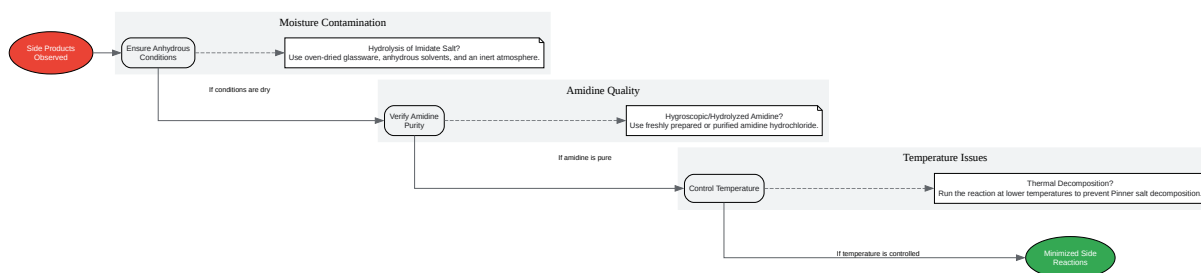 Moisture Contamination
Side Products
Observed
Ensure Anhydrous
Conditions
Hydrolysis of Imidate Salt?
Use oven-dried glassware, anhydrous solvents, and an inert atmosphere.
If conditions are dry
Amidine Quality
Verify Amidine
Purity
Hygroscopic/Hydrolyzed Amidine?
Use freshly prepared or purified amidine hydrochloride.
If amidine is pure
Temperature Issues
Control Temperature
Thermal Decomposition?
Run the reaction at lower temperatures to prevent Pinner salt decomposition.
If temperature is controlled
Minimized Side
Reactions